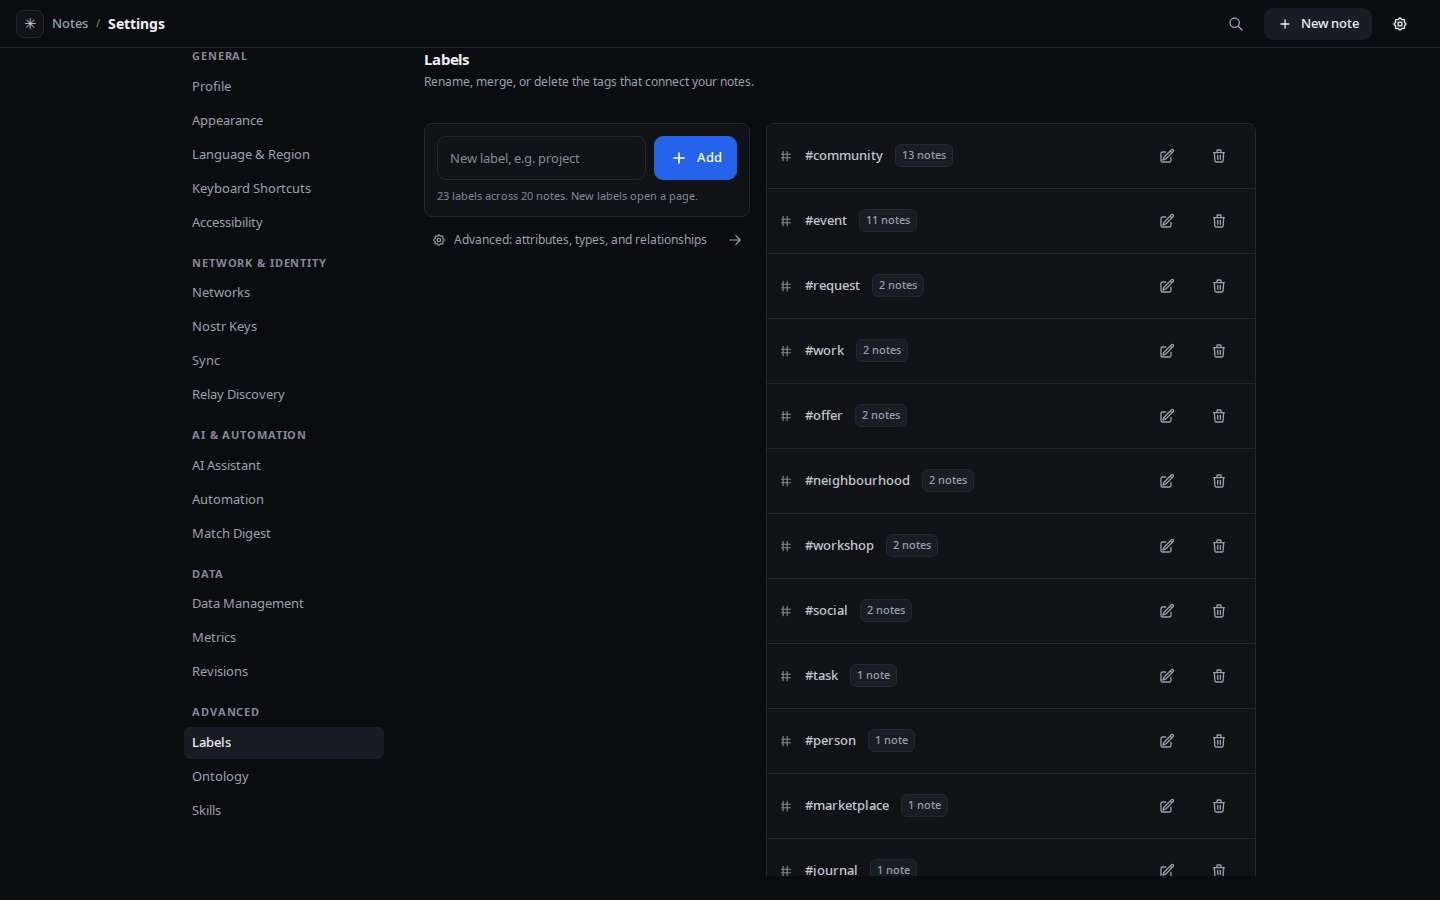 Notes / Settings
New note
GENERAL
Profile
Appearance
Language & Region
Keyboard Shortcuts
Accessibility
NETWORK & IDENTITY
Networks
Nostr Keys
Sync
Relay Discovery
AI & AUTOMATION
AI Assistant
Automation
Match Digest
DATA
Data Management
Metrics
Revisions
ADVANCED
Labels
Ontology
Skills
Labels
Rename, merge, or delete the tags that connect your notes.
New label, e.g. project
Add
23 labels across 20 notes. New labels open a page.
Advanced: attributes, types, and relationships
#community 13 notes
#event 11 notes
#request 2 notes
#work 2 notes
#offer 2 notes
#neighbourhood 2 notes
#workshop 2 notes
#social 2 notes
#task 1 note
#person 1 note
#marketplace 1 note
#journal 1 note